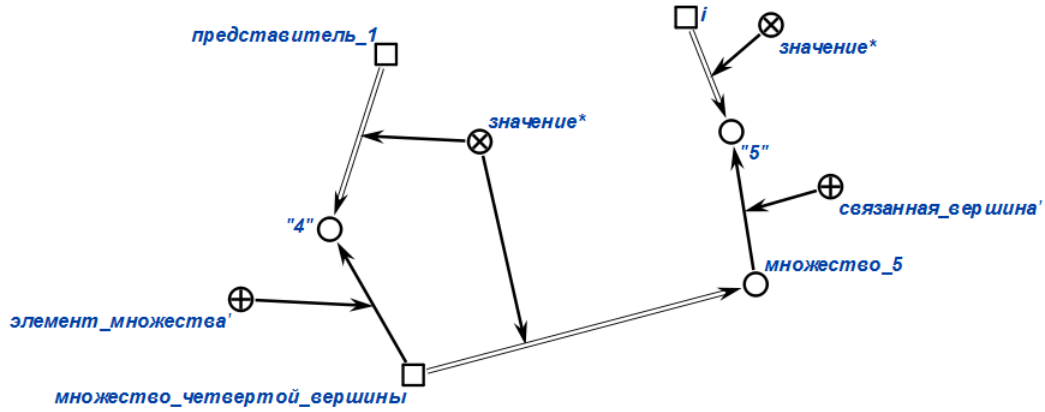 представитель_1
i
значение*
значение*
"5"
связанная_вершина'
"4"
множество_5
элемент_множества'
множество_четвертой_вершины